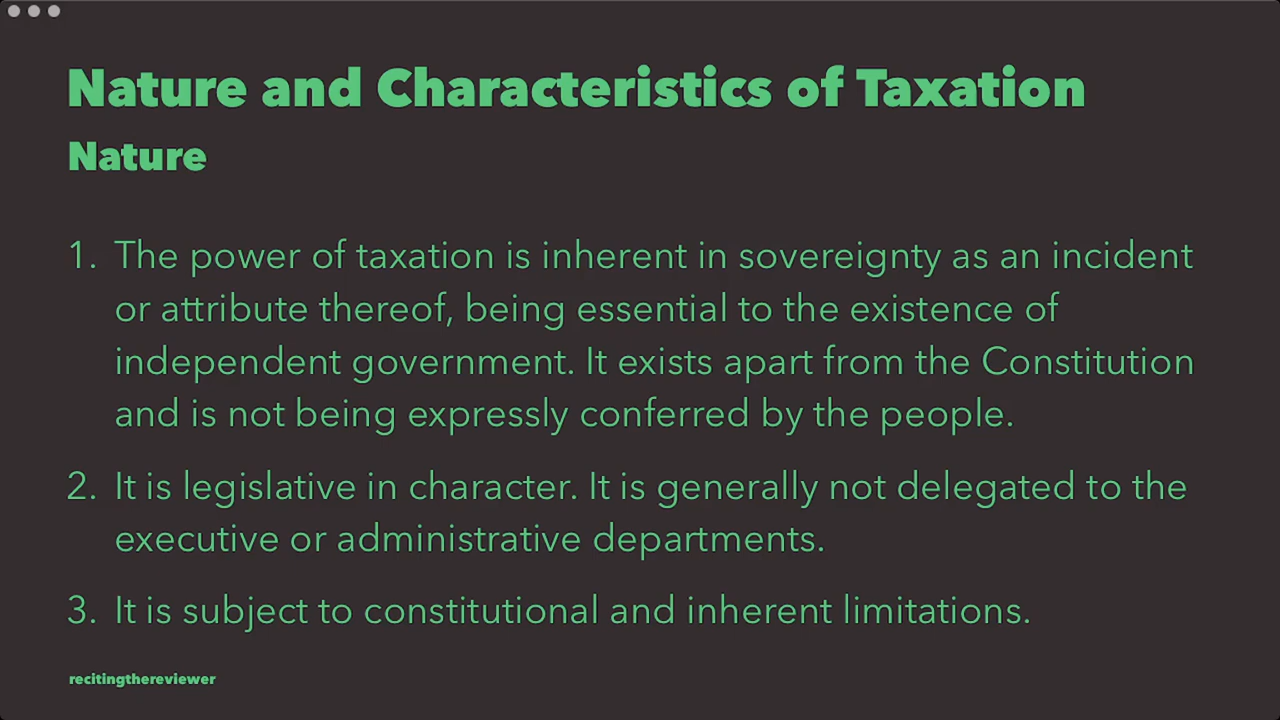 Nature and Characteristics of Taxation
Nature
1. The power of taxation is inherent in sovereignty as an incident
or attribute thereof, being essential to the existence of
independent government. It exists apart from the Constitution
and is not being expressly conferred by the people.
2. It is legislative in character. It is generally not delegated to the
executive or administrative departments.
3. It is subject to constitutional and inherent limitations.
recitingthereviewer